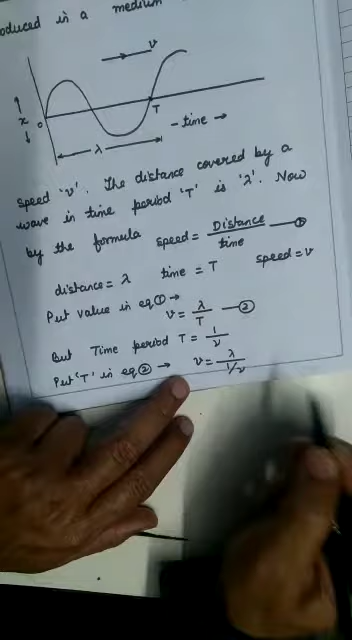 oduced in a medium
v
x
0
T
- time →
λ
speed 'v'. The distance covered by a
wave in time period 'T' is 'λ'. Now
by the formula speed = Distance/time —①
distance = λ time = T speed = v
Put value in eq① →
v = λ/T —②
But Time period T = 1/ν
Put 'T' in eq② → v = λ/1/ν